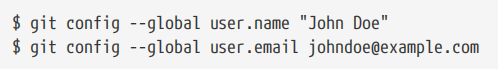 $ git config --global user.name "John Doe"
$ git config --global user.email johndoe@example.com